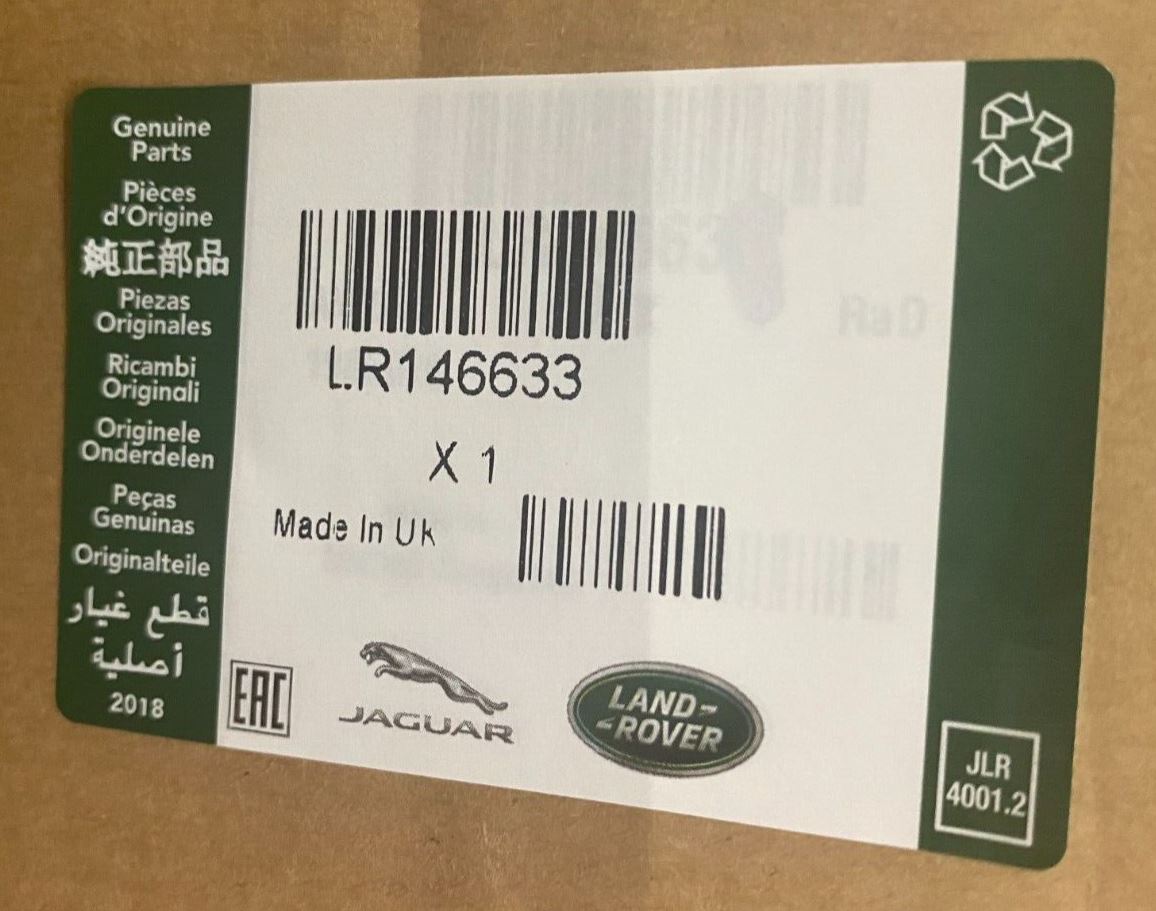 Genuine
Parts
Pièces
d'Origine
純正部品
Piezas
Originales
Ricambi
Originali
Originele
Onderdelen
Peças
Genuinas
Originalteile
قطع غيار
أصلية
2018
LR146633
X 1
Made In Uk
EAC
JAGUAR
LAND-
-ROVER
JLR
4001.2